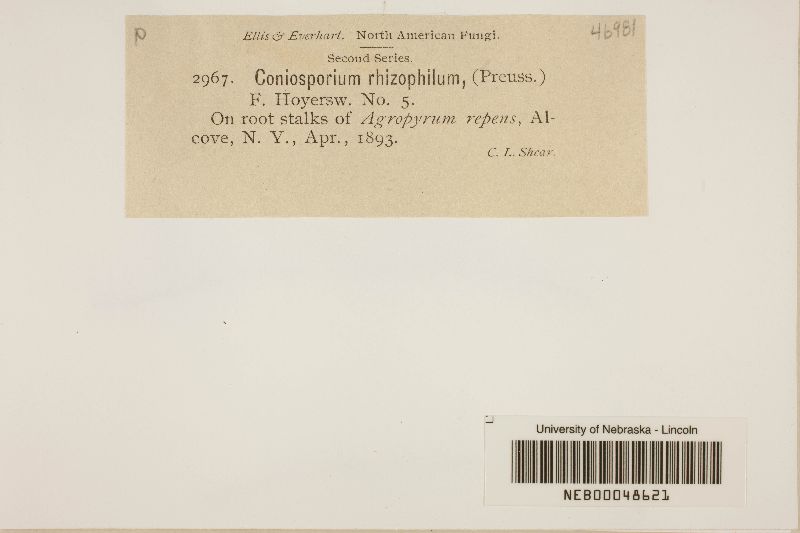 p
46981
Ellis & Everhart. North American Fungi.
Second Series.
2967. Coniosporium rhizophilum, (Preuss.)
F. Hoyersw. No. 5.
On root stalks of Agropyrum repens, Al-
cove, N. Y., Apr., 1893.
C. L. Shear.
University of Nebraska - Lincoln
NEB00048621